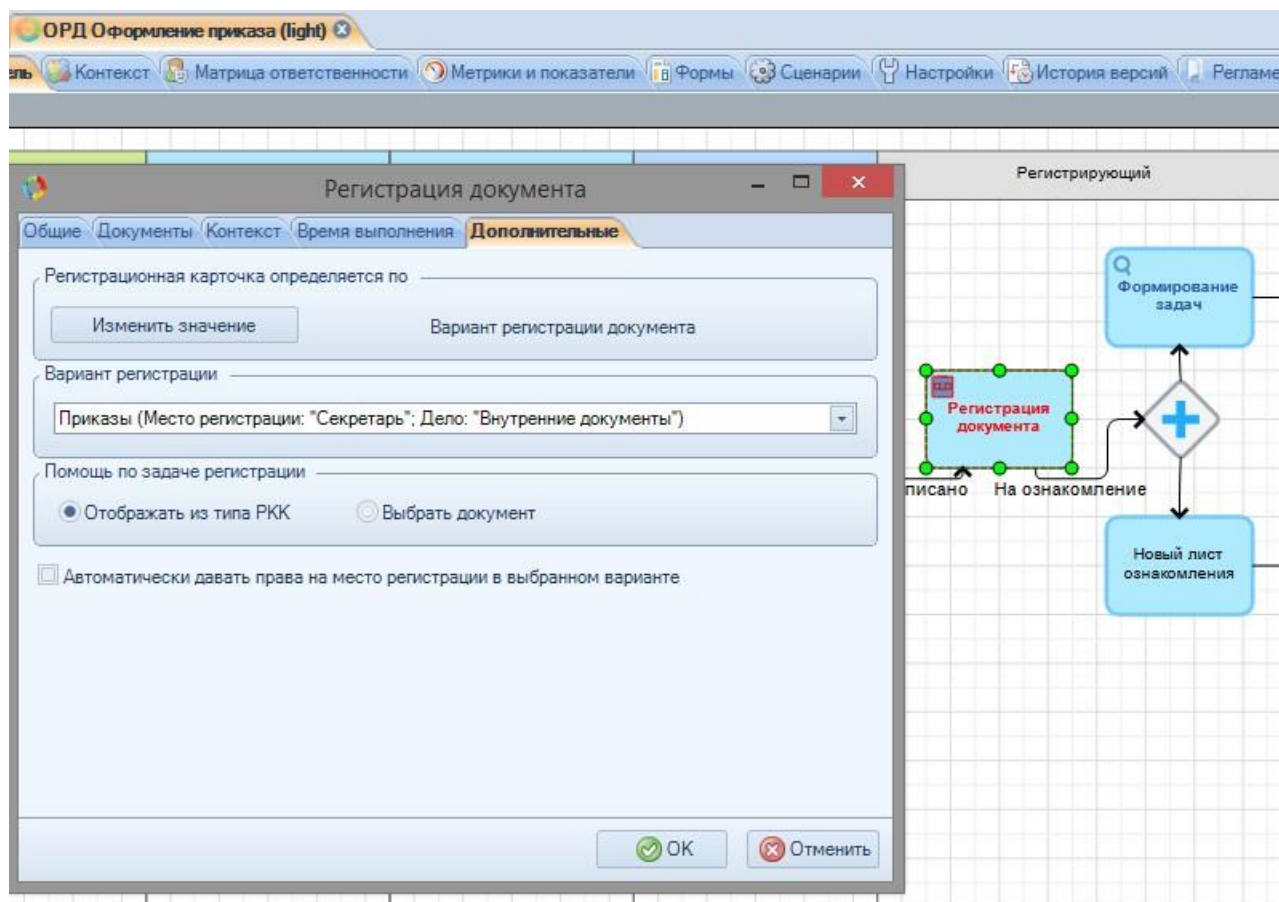 ОРД Оформление приказа (light)
ель Контекст Матрица ответственности Метрики и показатели Формы Сценарии Настройки История версий Регламе
Регистрирующий
Регистрация документа
Общие Документы Контекст Время выполнения Дополнительные
Регистрационная карточка определяется по
Изменить значение Вариант регистрации документа
Вариант регистрации
Приказы (Место регистрации: "Секретарь"; Дело: "Внутренние документы")
Помощь по задаче регистрации
Отображать из типа РКК Выбрать документ
Автоматически давать права на место регистрации в выбранном варианте
OK Отменить
Формирование
задач
Регистрация
документа
писано На ознакомление
Новый лист
ознакомления